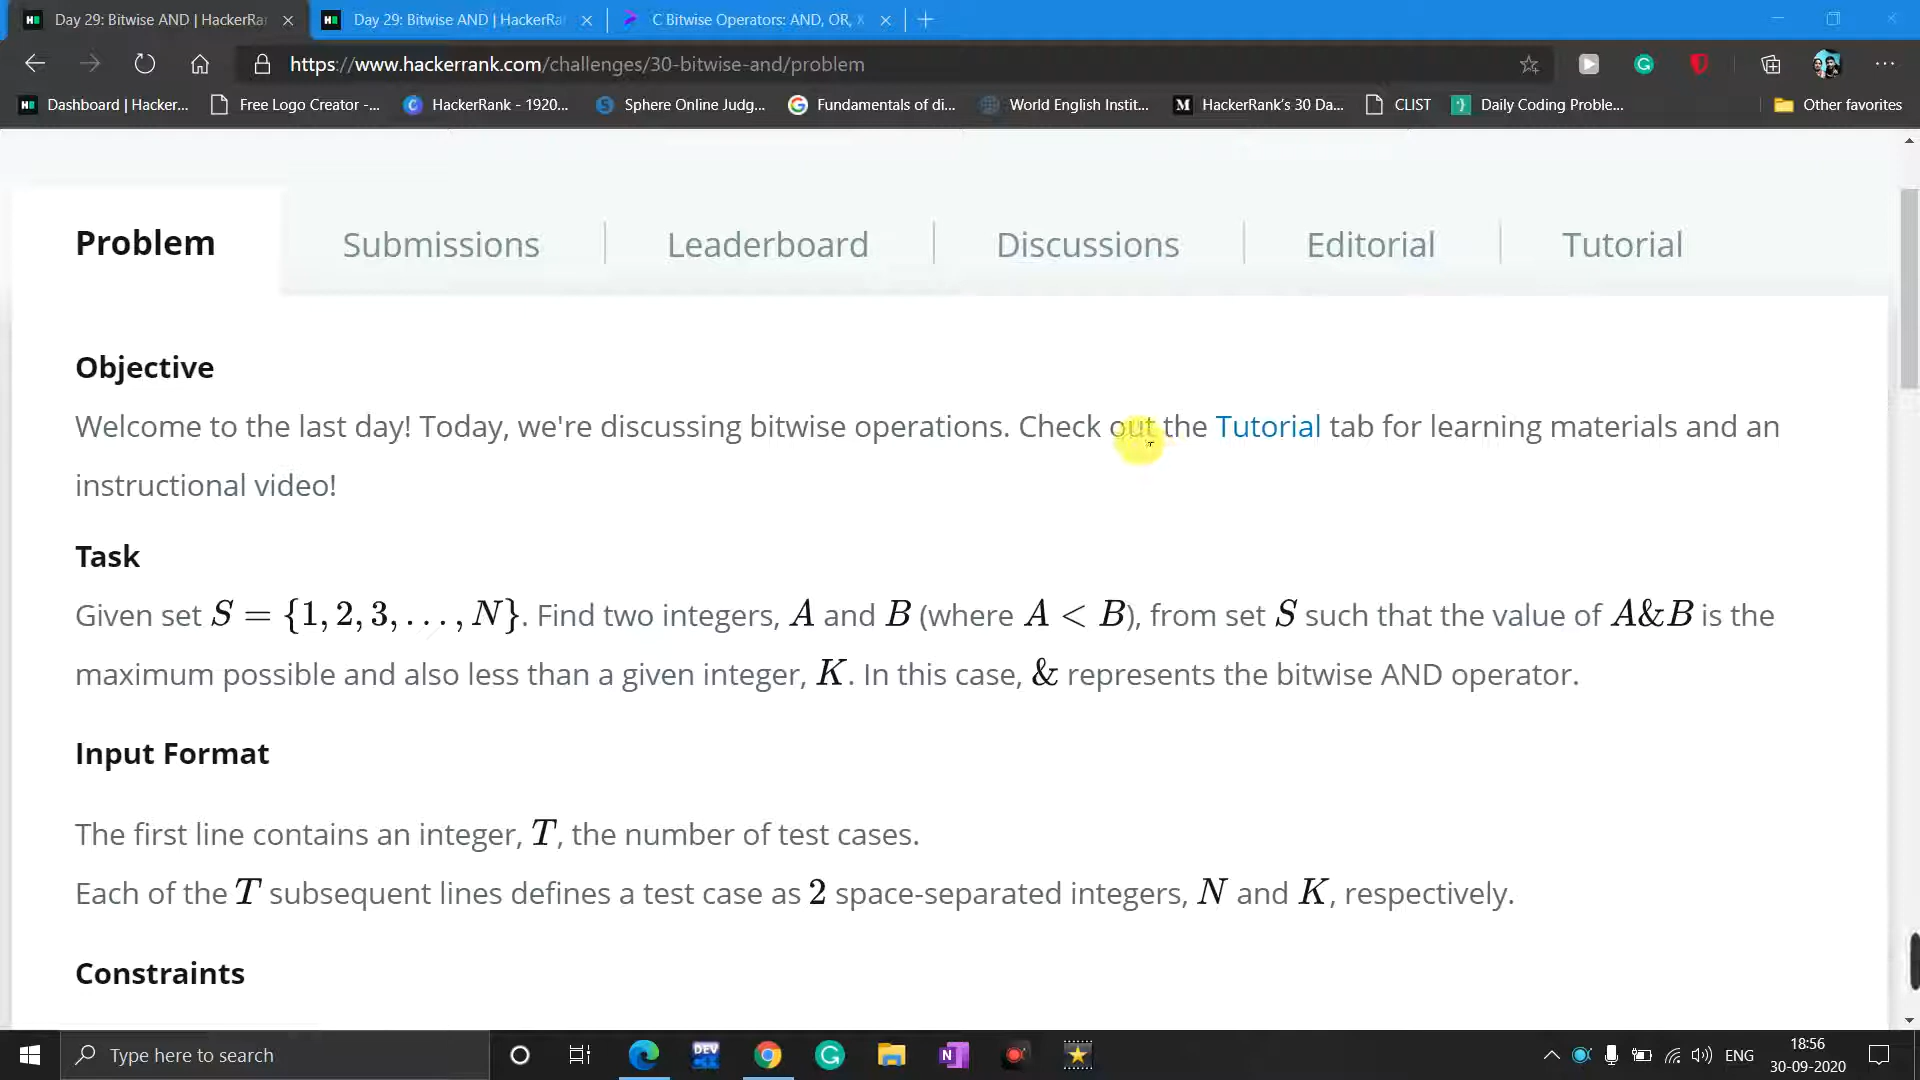 Day 29: Bitwise AND | HackerRa
Day 29: Bitwise AND | HackerRa
C Bitwise Operators: AND, OR, X
https://www.hackerrank.com/challenges/30-bitwise-and/problem
Dashboard | Hacker... Free Logo Creator -... HackerRank - 1920... Sphere Online Judg... Fundamentals of di... World English Instit... HackerRank's 30 Da... CLIST Daily Coding Proble... Other favorites
Problem Submissions Leaderboard Discussions Editorial Tutorial
Objective
Welcome to the last day! Today, we're discussing bitwise operations. Check out the Tutorial tab for learning materials and an
instructional video!
Task
Given set S = {1, 2, 3, . . . , N}. Find two integers, A and B (where A < B), from set S such that the value of A&B is the
maximum possible and also less than a given integer, K. In this case, & represents the bitwise AND operator.
Input Format
The first line contains an integer, T, the number of test cases.
Each of the T subsequent lines defines a test case as 2 space-separated integers, N and K, respectively.
Constraints
Type here to search
DEV
ENG
18:56
30-09-2020